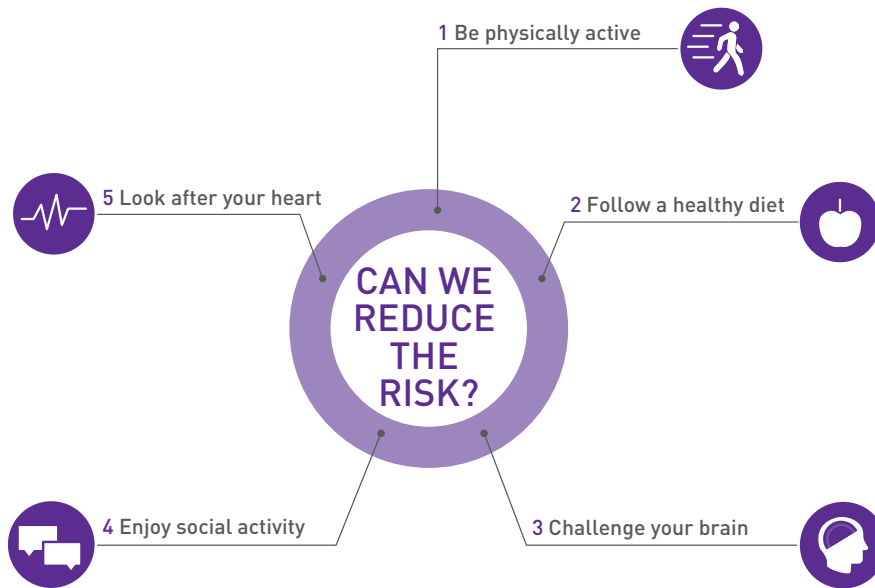 1 Be physically active
5 Look after your heart
2 Follow a healthy diet
CAN WE
REDUCE
THE
RISK?
4 Enjoy social activity
3 Challenge your brain